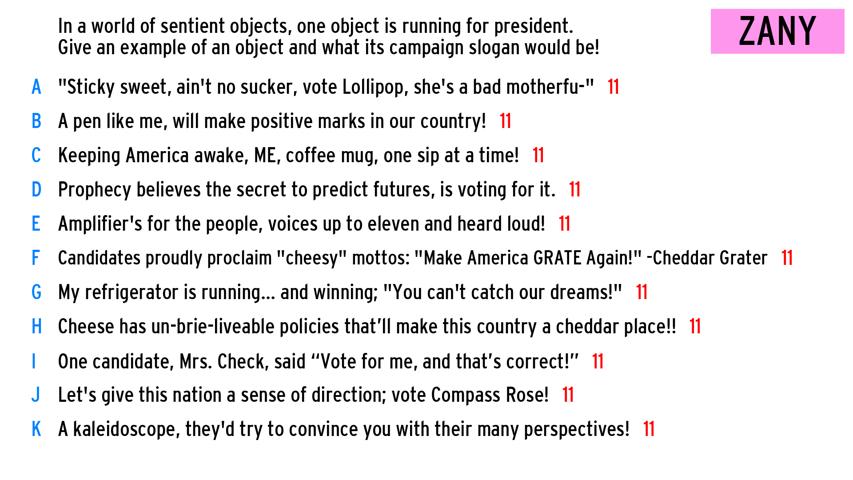 In a world of sentient objects, one object is running for president.
Give an example of an object and what its campaign slogan would be!
ZANY
A "Sticky sweet, ain't no sucker, vote Lollipop, she's a bad motherfu-" 11
B A pen like me, will make positive marks in our country! 11
C Keeping America awake, ME, coffee mug, one sip at a time! 11
D Prophecy believes the secret to predict futures, is voting for it. 11
E Amplifier's for the people, voices up to eleven and heard loud! 11
F Candidates proudly proclaim "cheesy" mottos: "Make America GRATE Again!" -Cheddar Grater 11
G My refrigerator is running... and winning; "You can't catch our dreams!" 11
H Cheese has un-brie-liveable policies that’ll make this country a cheddar place!! 11
I One candidate, Mrs. Check, said “Vote for me, and that’s correct!” 11
J Let's give this nation a sense of direction; vote Compass Rose! 11
K A kaleidoscope, they'd try to convince you with their many perspectives! 11